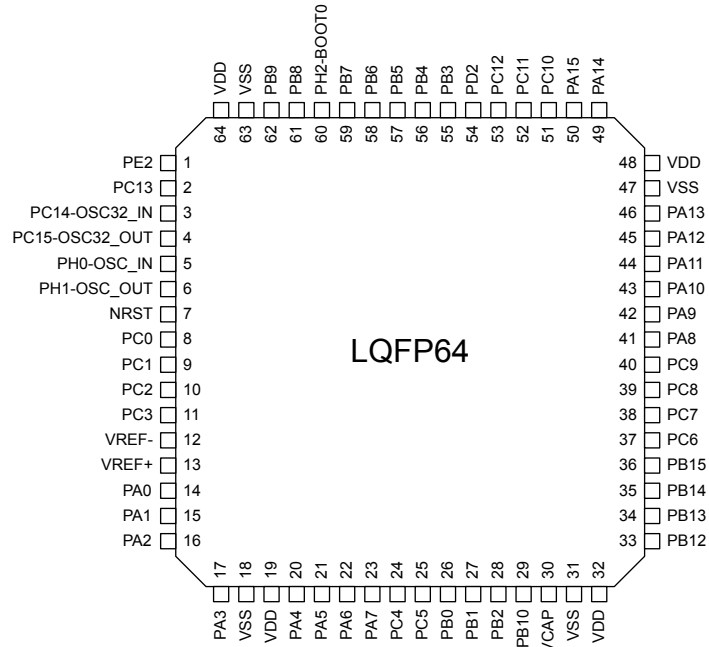 VDD
VSS
PB9
PB8
PH2-BOOT0
PB7
PB6
PB5
PB4
PB3
PD2
PC12
PC11
PC10
PA15
PA14
64
63
62
61
60
59
58
57
56
55
54
53
52
51
50
49
PE2 1
PC13 2
PC14-OSC32_IN 3
PC15-OSC32_OUT 4
PH0-OSC_IN 5
PH1-OSC_OUT 6
NRST 7
PC0 8
PC1 9
PC2 10
PC3 11
VREF- 12
VREF+ 13
PA0 14
PA1 15
PA2 16
LQFP64
48 VDD
47 VSS
46 PA13
45 PA12
44 PA11
43 PA10
42 PA9
41 PA8
40 PC9
39 PC8
38 PC7
37 PC6
36 PB15
35 PB14
34 PB13
33 PB12
17
18
19
20
21
22
23
24
25
26
27
28
29
30
31
32
PA3
VSS
VDD
PA4
PA5
PA6
PA7
PC4
PC5
PB0
PB1
PB2
PB10
VCAP
VSS
VDD